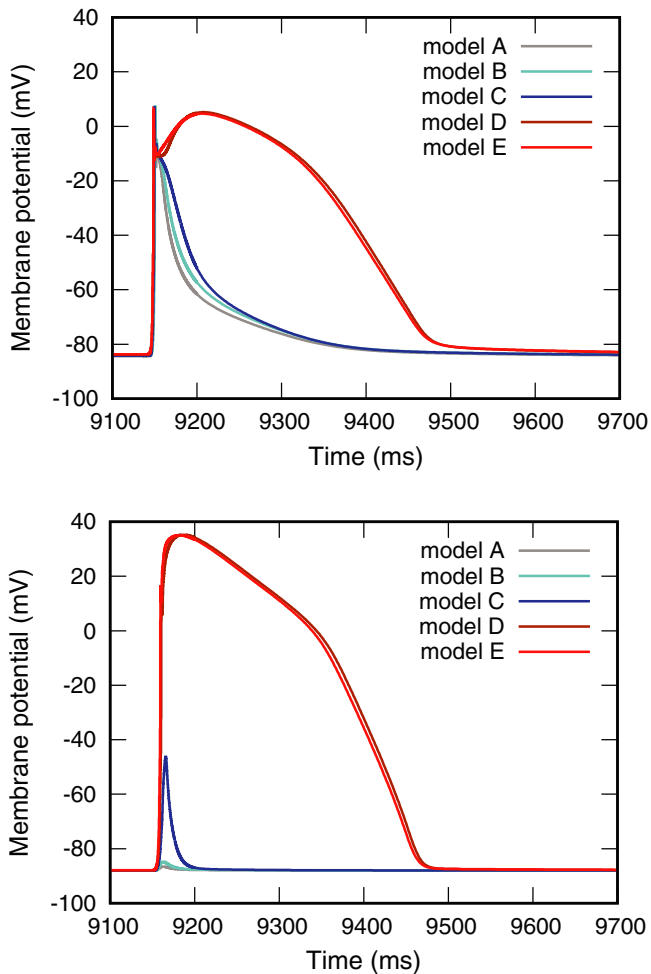 40
20
0
-20
-40
-60
-80
-100
Membrane potential (mV)
model A
model B
model C
model D
model E
9100 9200 9300 9400 9500 9600 9700
Time (ms)
40
20
0
-20
-40
-60
-80
-100
Membrane potential (mV)
model A
model B
model C
model D
model E
9100 9200 9300 9400 9500 9600 9700
Time (ms)